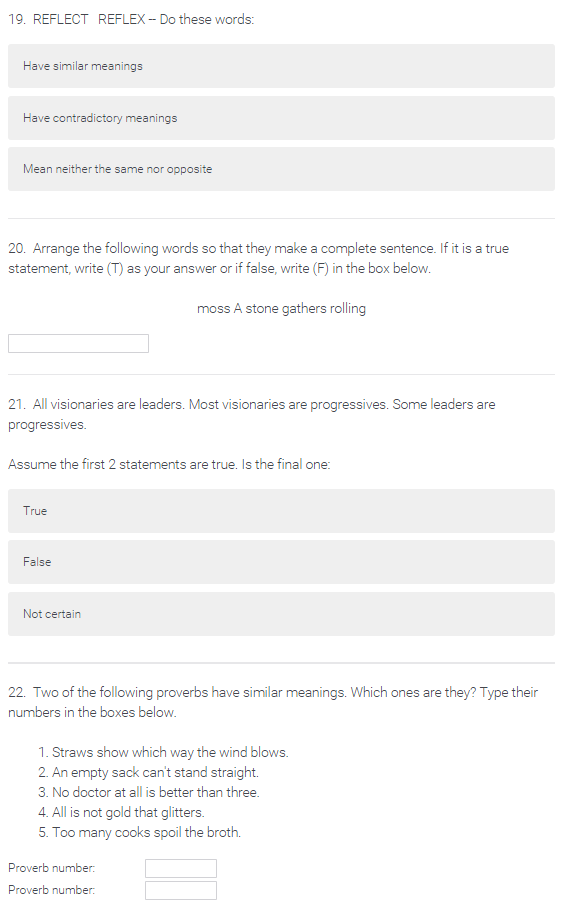 19. REFLECT REFLEX – Do these words:
Have similar meanings
Have contradictory meanings
Mean neither the same nor opposite
20. Arrange the following words so that they make a complete sentence. If it is a true
statement, write (T) as your answer or if false, write (F) in the box below.
moss A stone gathers rolling
21. All visionaries are leaders. Most visionaries are progressives. Some leaders are
progressives.
Assume the first 2 statements are true. Is the final one:
True
False
Not certain
22. Two of the following proverbs have similar meanings. Which ones are they? Type their
numbers in the boxes below.
1. Straws show which way the wind blows.
2. An empty sack can't stand straight.
3. No doctor at all is better than three.
4. All is not gold that glitters.
5. Too many cooks spoil the broth.
Proverb number:
Proverb number: